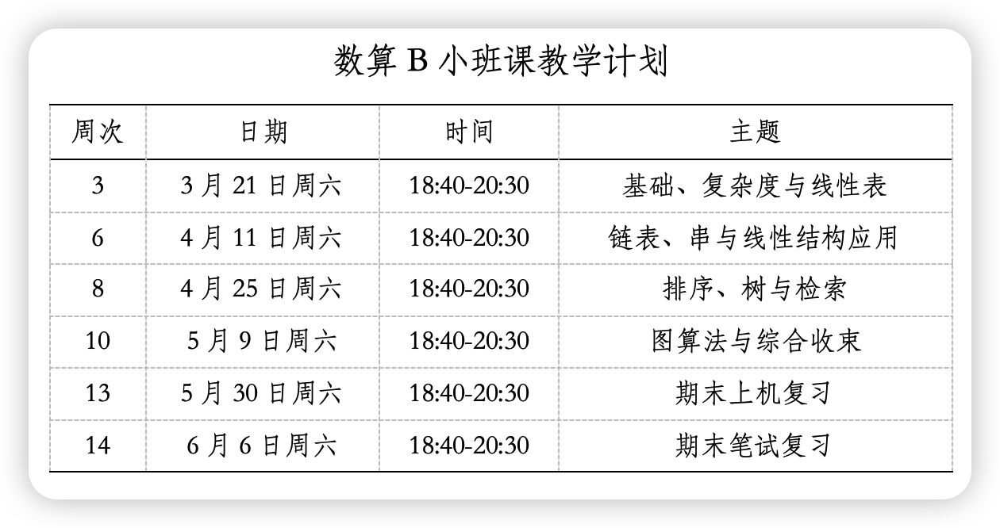 数算 B 小班课教学计划
周次 日期 时间 主题
3 3 月 21 日周六 18:40-20:30 基础、复杂度与线性表
6 4 月 11 日周六 18:40-20:30 链表、串与线性结构应用
8 4 月 25 日周六 18:40-20:30 排序、树与检索
10 5 月 9 日周六 18:40-20:30 图算法与综合收束
13 5 月 30 日周六 18:40-20:30 期末上机复习
14 6 月 6 日周六 18:40-20:30 期末笔试复习